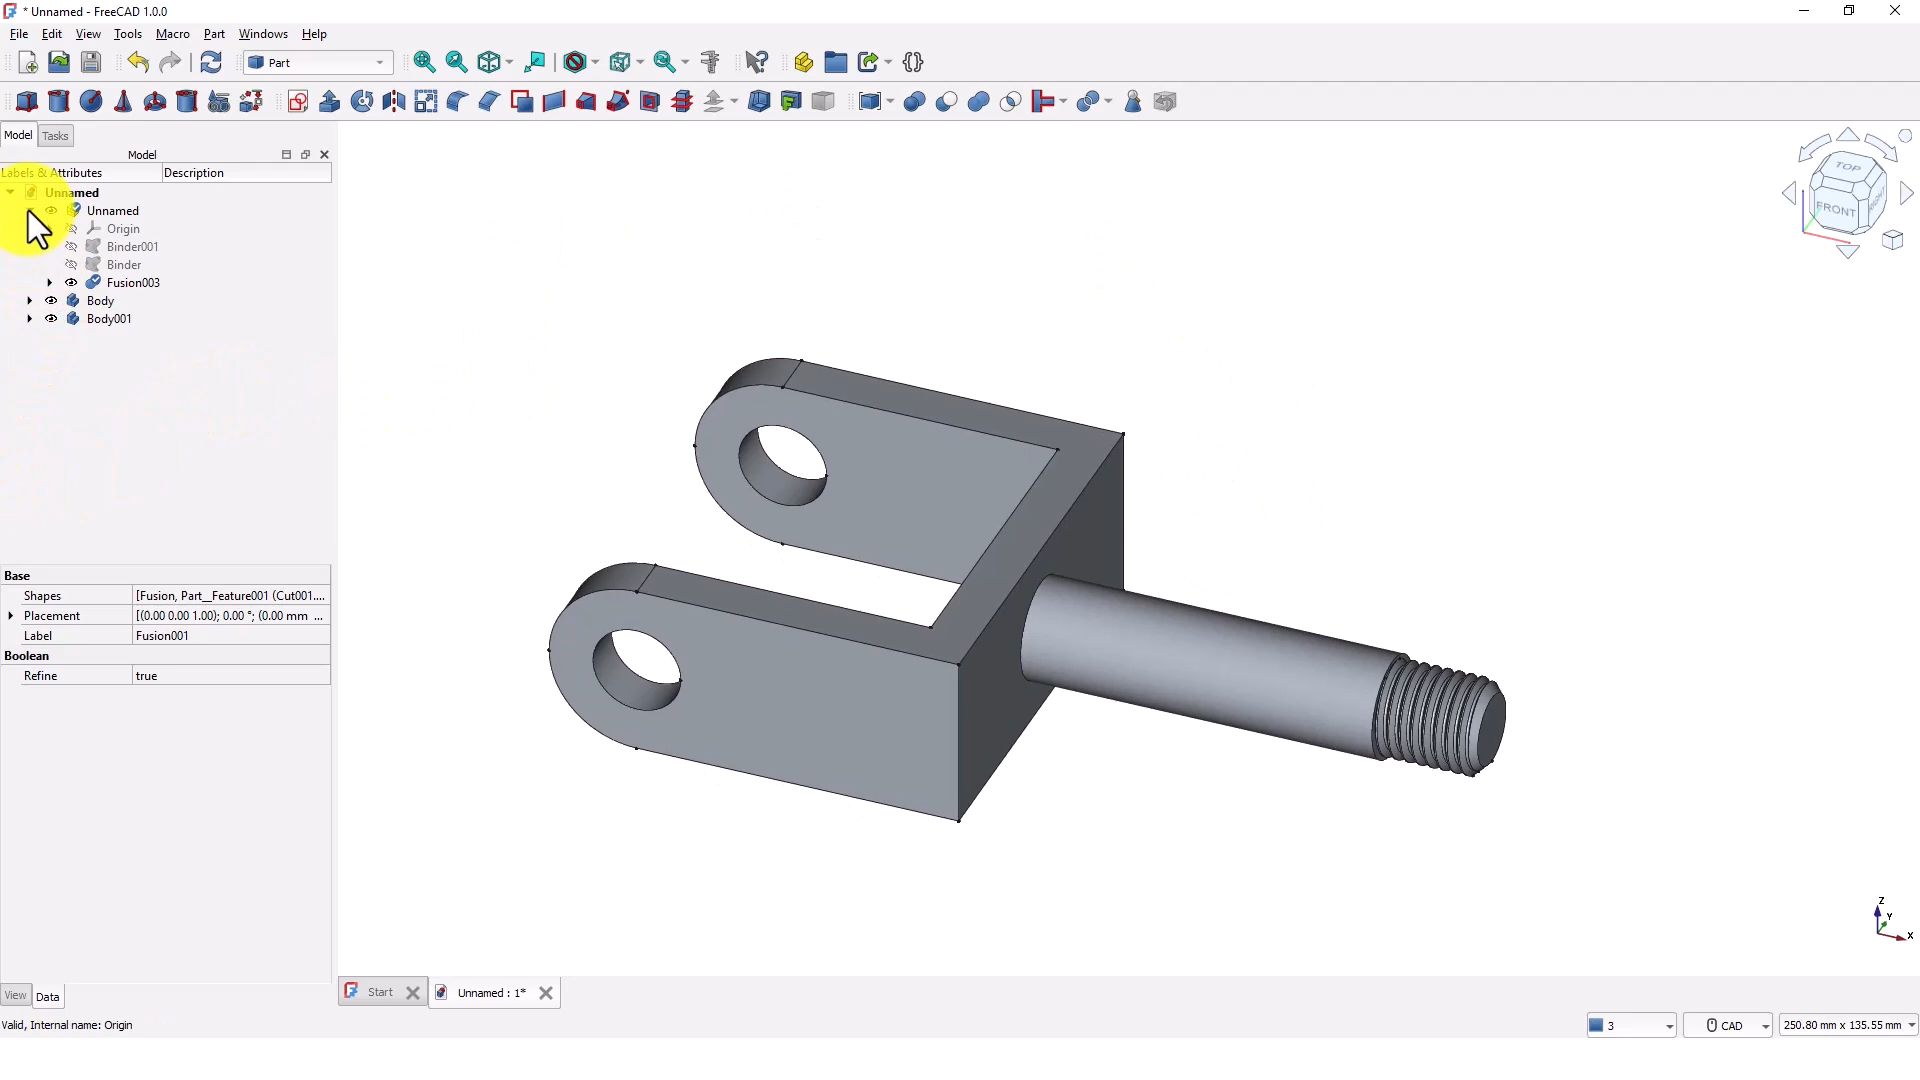 * Unnamed - FreeCAD 1.0.0
File Edit View Tools Macro Part Windows Help
Part
Model Tasks
Model
Labels & Attributes Description
Unnamed
Unnamed
Origin
Binder001
Binder
Fusion003
Body
Body001
TOP
FRONT
RIGHT
Base
Shapes [Fusion, Part__Feature001 (Cut001....
Placement [(0.00 0.00 1.00); 0.00 °; (0.00 mm ...
Label Fusion001
Boolean
Refine true
Z
Y
X
View Data
Start Unnamed : 1*
Valid, Internal name: Origin
3 CAD 250.80 mm x 135.55 mm